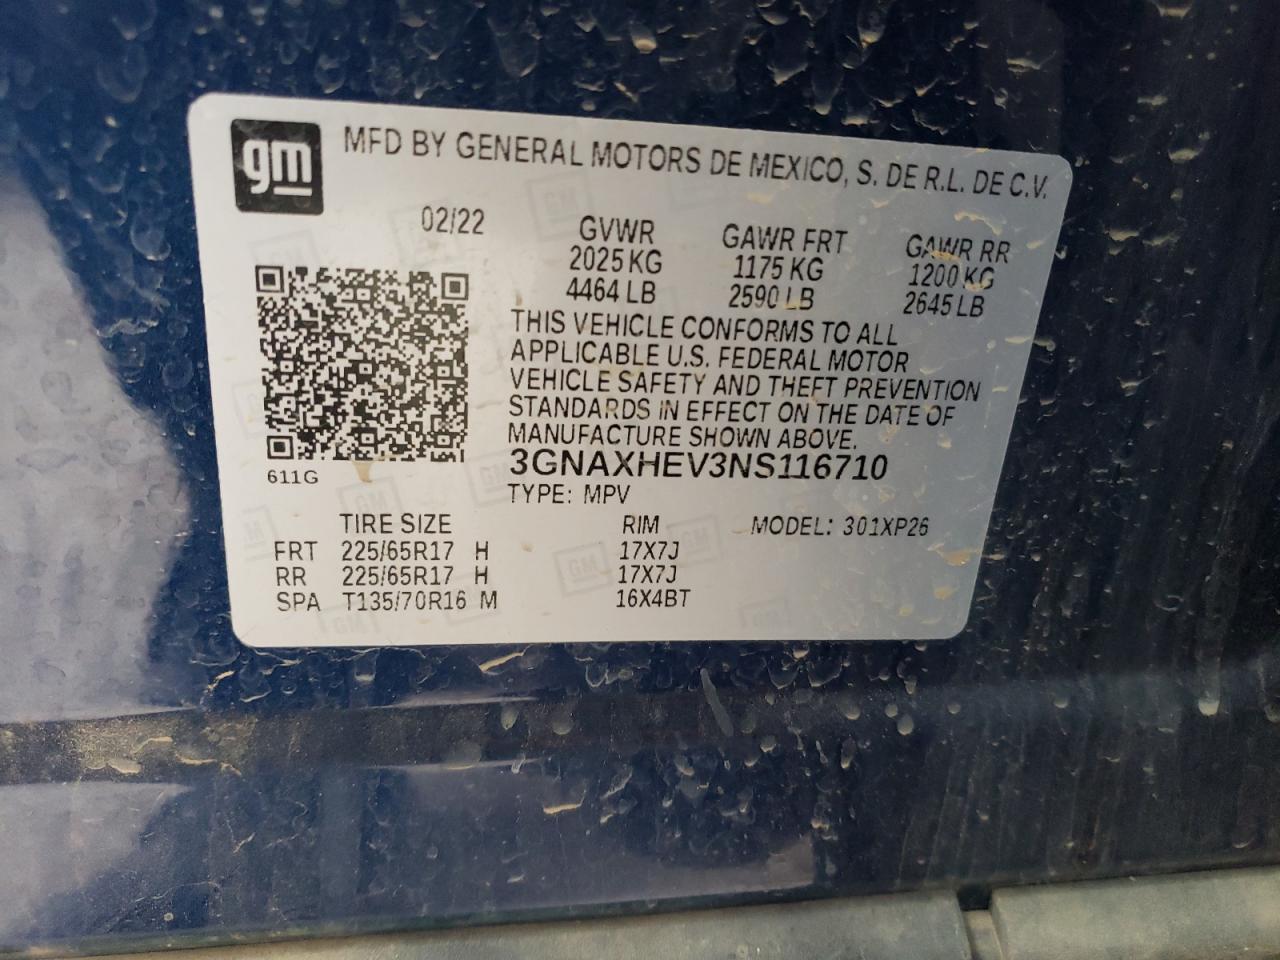 gm
MFD BY GENERAL MOTORS DE MEXICO, S. DE R.L. DE C.V.
02/22 GVWR GAWR FRT GAWR RR
2025 KG 1175 KG 1200 KG
4464 LB 2590 LB 2645 LB
THIS VEHICLE CONFORMS TO ALL
APPLICABLE U.S. FEDERAL MOTOR
VEHICLE SAFETY AND THEFT PREVENTION
STANDARDS IN EFFECT ON THE DATE OF
MANUFACTURE SHOWN ABOVE.
3GNAXHEV3NS116710
611G
TYPE: MPV
TIRE SIZE RIM MODEL: 301XP26
FRT 225/65R17 H 17X7J
RR 225/65R17 H 17X7J
SPA T135/70R16 M 16X4BT